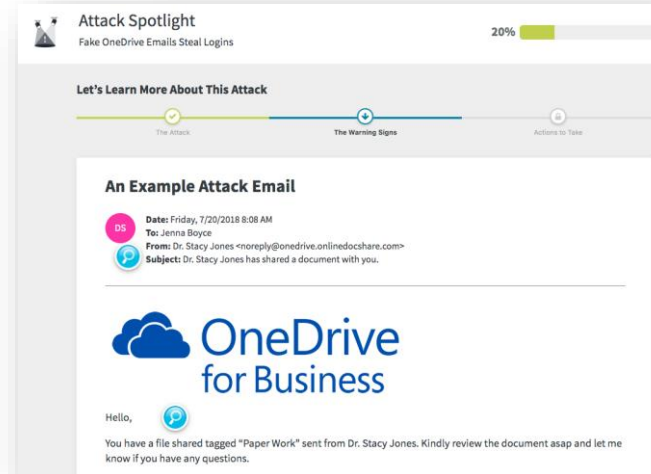 Attack Spotlight
Fake OneDrive Emails Steal Logins
20%
Let's Learn More About This Attack
The Attack
The Warning Signs
Actions to Take
An Example Attack Email
DS
Date: Friday, 7/20/2018 8:08 AM
To: Jenna Boyce
From: Dr. Stacy Jones <noreply@onedrive.onlinedocshare.com>
Subject: Dr. Stacy Jones has shared a document with you.
OneDrive
for Business
Hello,
You have a file shared tagged "Paper Work" sent from Dr. Stacy Jones. Kindly review the document asap and let me
know if you have any questions.